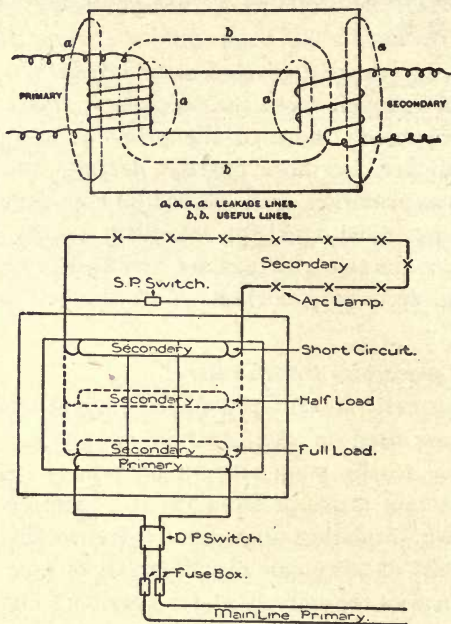 a
b
a
PRIMARY
a
a
SECONDARY
b
a, a, a, a. LEAKAGE LINES.
b, b. USEFUL LINES.
Secondary
S.P. Switch.
Arc Lamp.
Secondary
Short Circuit.
Secondary
Half Load
Secondary
Full Load.
Primary
D P Switch.
Fuse Box.
Main Line Primary.